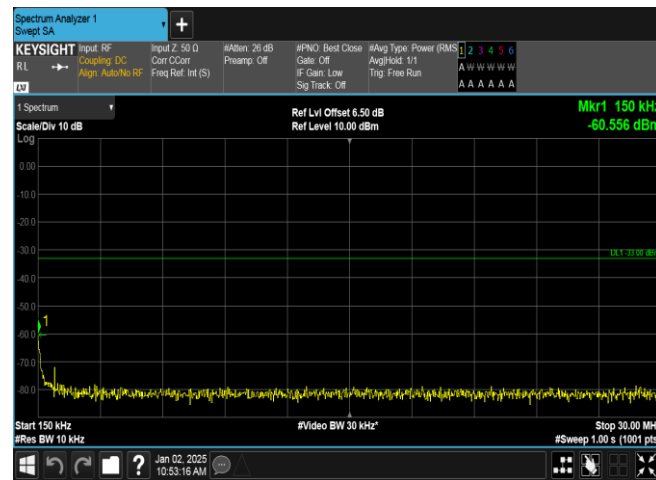 Spectrum Analyzer 1
Swept SA
+
KEYSIGHT
RL
LXI
Input: RF
Coupling: DC
Align: Auto/No RF
Input Z: 50 Ω
Corr CCorr
Freq Ref: Int (S)
#Atten: 26 dB
Preamp: Off
#PNO: Best Close
Gate: Off
IF Gain: Low
Sig Track: Off
#Avg Type: Power (RMS
Avg|Hold: 1/1
Trig: Free Run
1 2 3 4 5 6
A W W W W W
A A A A A A
1 Spectrum
Scale/Div 10 dB
Log
Ref Lvl Offset 6.50 dB
Ref Level 10.00 dBm
Mkr1 150 kHz
-60.556 dBm
0.00
-10.0
-20.0
-30.0
DL1 -33.00 dBm
-40.0
-50.0
1
-60.0
-70.0
-80.0
Start 150 kHz
#Res BW 10 kHz
#Video BW 30 kHz*
Stop 30.00 MH
#Sweep 1.00 s (1001 pts
?
Jan 02, 2025
10:53:16 AM